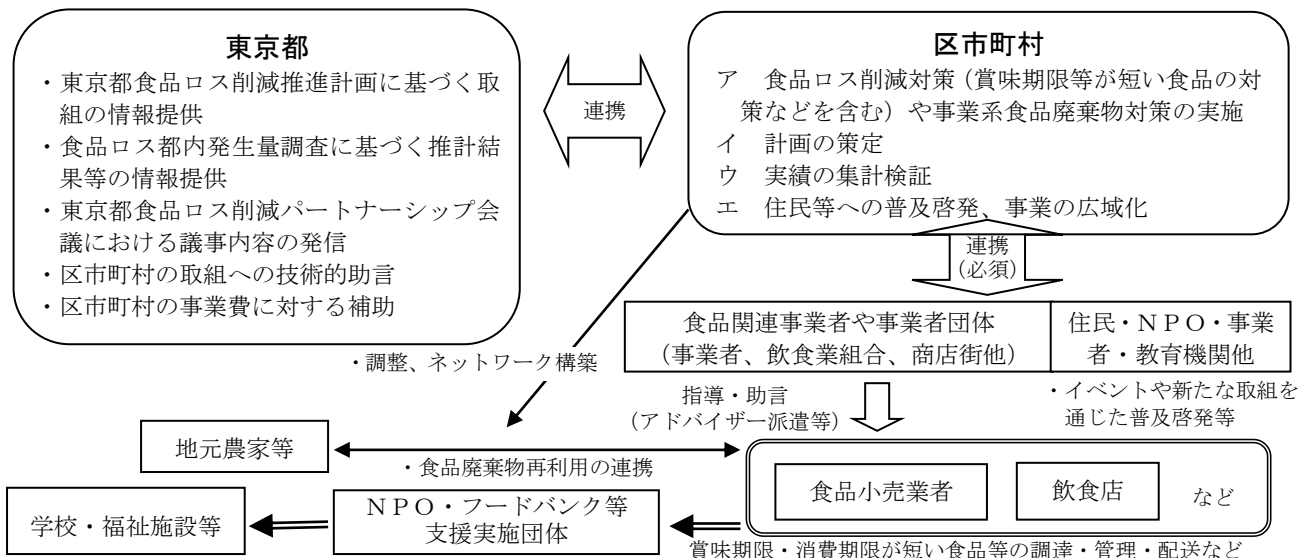 東京都
・東京都食品ロス削減推進計画に基づく取
組の情報提供
・食品ロス都内発生量調査に基づく推計結
果等の情報提供
・東京都食品ロス削減パートナーシップ会
議における議事内容の発信
・区市町村の取組への技術的助言
・区市町村の事業費に対する補助
連携
区市町村
ア 食品ロス削減対策（賞味期限等が短い食品の対
策などを含む）や事業系食品廃棄物対策の実施
イ 計画の策定
ウ 実績の集計検証
エ 住民等への普及啓発、事業の広域化
連携
(必須)
食品関連事業者や事業者団体
（事業者、飲食業組合、商店街他）
住民・ＮＰＯ・事業
者・教育機関他
・調整、ネットワーク構築
指導・助言
（アドバイザー派遣等）
・イベントや新たな取組を
通じた普及啓発等
地元農家等
・食品廃棄物再利用の連携
食品小売業者
飲食店
など
学校・福祉施設等
ＮＰＯ・フードバンク等
支援実施団体
賞味期限・消費期限が短い食品等の調達・管理・配送など